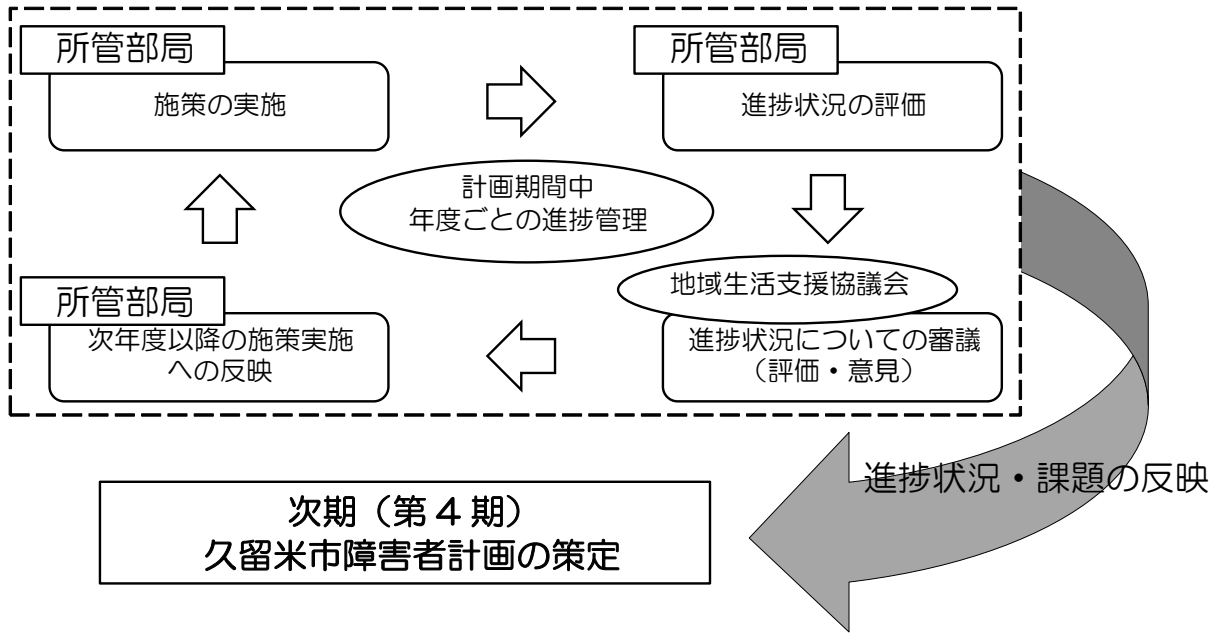 所管部局
施策の実施
所管部局
進捗状況の評価
計画期間中
年度ごとの進捗管理
地域生活支援協議会
進捗状況についての審議
（評価・意見）
所管部局
次年度以降の施策実施
への反映
進捗状況・課題の反映
次期（第４期）
久留米市障害者計画の策定